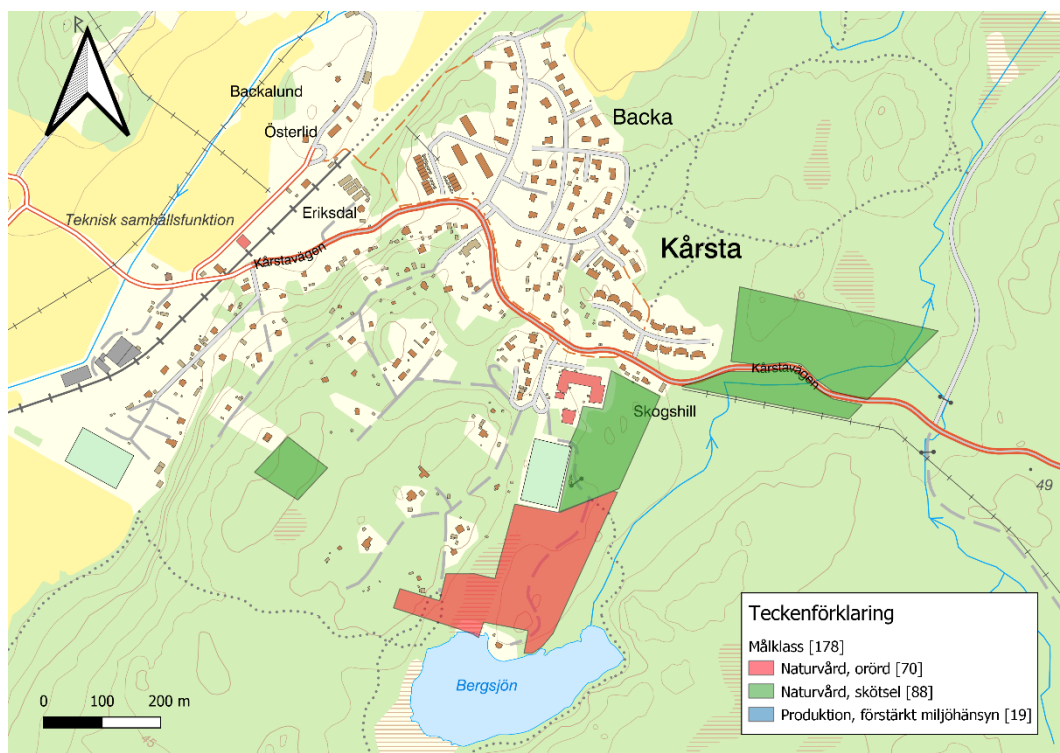 Backalund
Österlid
Backa
Teknisk samhällsfunktion
Eriksdal
Kårstavägen
Kårsta
45
Kårstavägen
Skogshill
49
Bergsjön
0 100 200 m
45
Teckenförklaring
Målklass [178]
Naturvård, orörd [70]
Naturvård, skötsel [88]
Produktion, förstärkt miljöhänsyn [19]